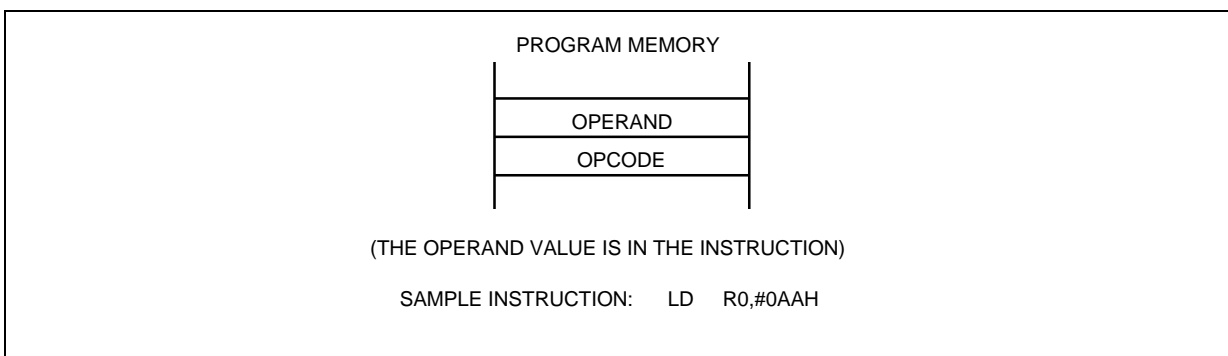 PROGRAM MEMORY
OPERAND
OPCODE
(THE OPERAND VALUE IS IN THE INSTRUCTION)
SAMPLE INSTRUCTION: LD R0,#0AAH